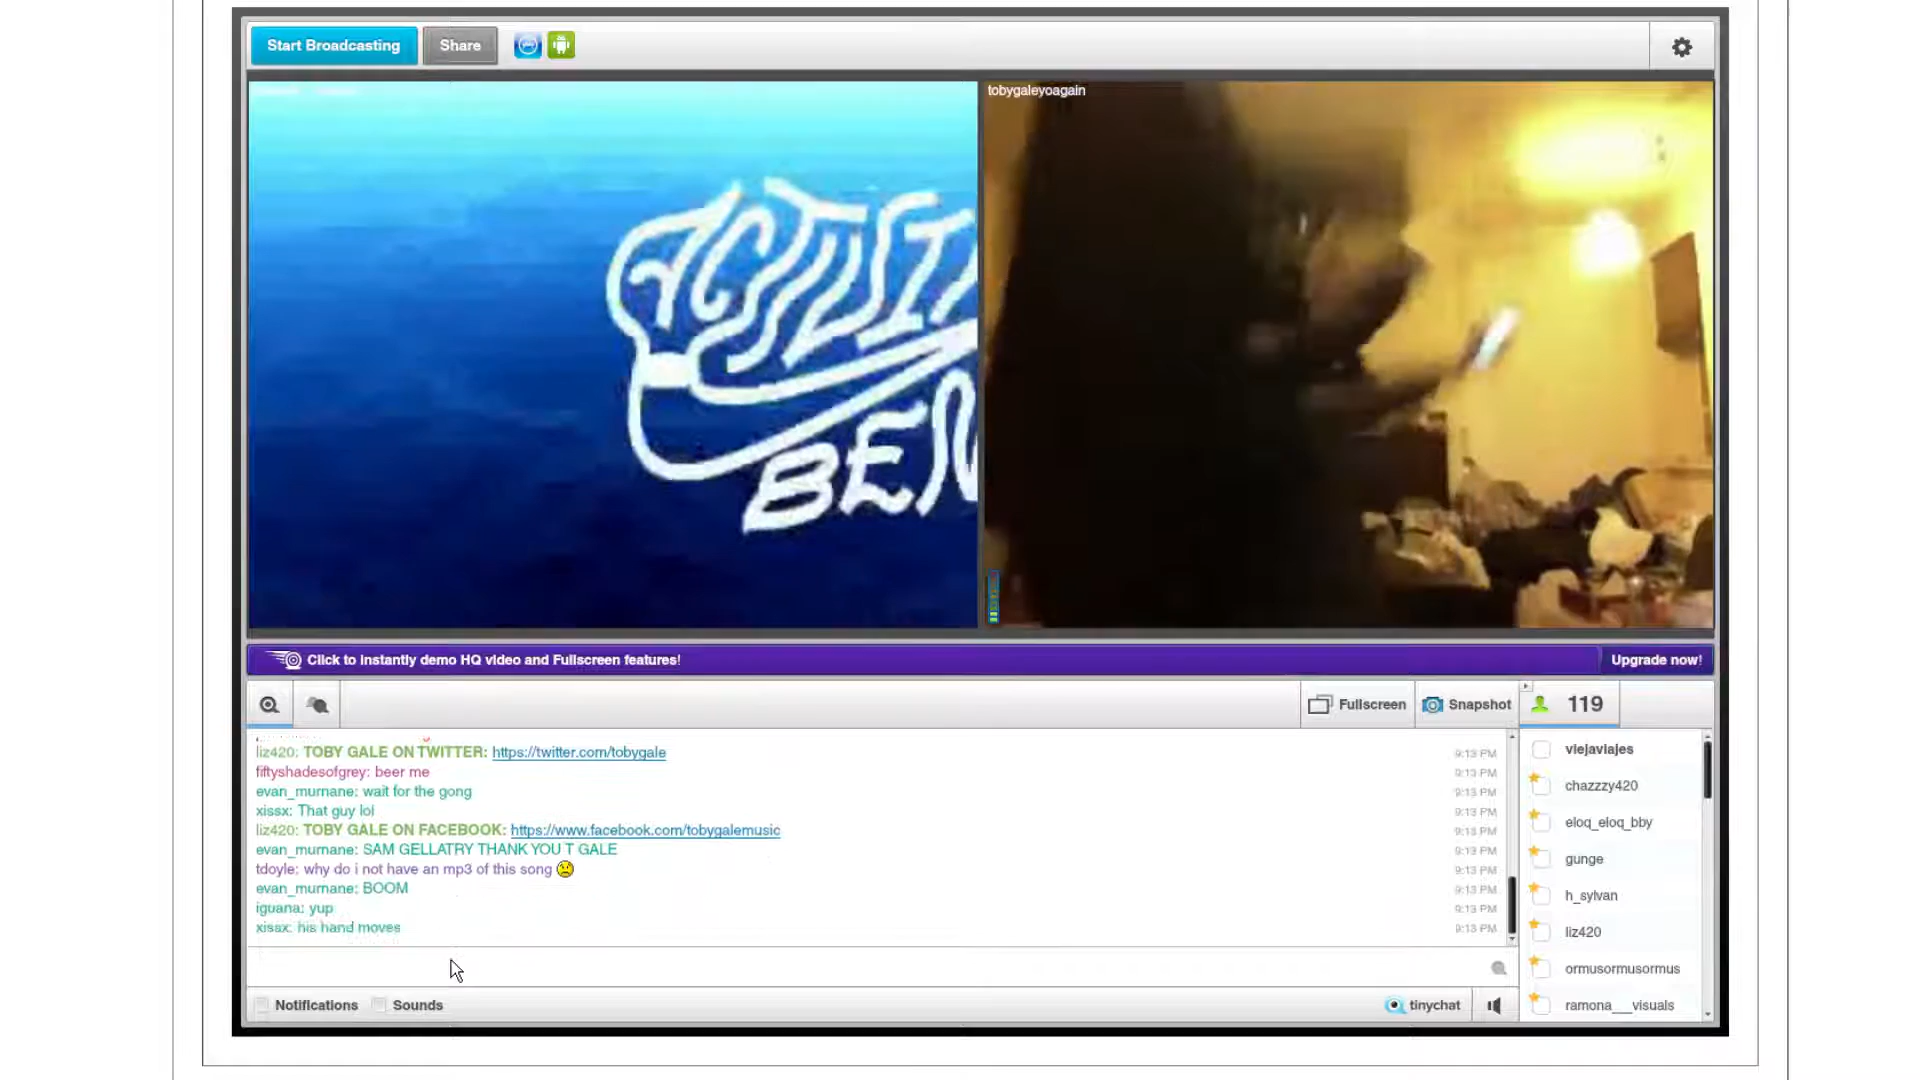 Start Broadcasting
Share
tobygaleyoagain
BEN
Click to instantly demo HQ video and Fullscreen features!
Upgrade now!
Fullscreen
Snapshot
119
liz420: TOBY GALE ON TWITTER: https://twitter.com/tobygale
9:13 PM
fiftyshadesofgrey: beer me
9:13 PM
evan_murnane: wait for the gong
9:13 PM
xissx: That guy lol
9:13 PM
liz420: TOBY GALE ON FACEBOOK: https://www.facebook.com/tobygalemusic
9:13 PM
evan_murnane: SAM GELLATRY THANK YOU T GALE
9:13 PM
tdoyle: why do i not have an mp3 of this song
9:13 PM
evan_murnane: BOOM
9:13 PM
iguana: yup
9:13 PM
xissx: his hand moves
9:13 PM
viejaviajes
chazzzy420
eloq_eloq_bby
gunge
h_sylvan
liz420
ormusormusormus
ramona___visuals
Notifications
Sounds
tinychat